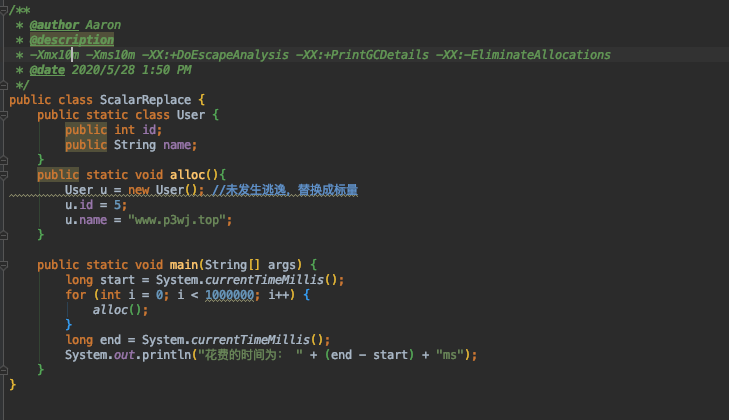 /**
 * @author Aaron
 * @description
 * -Xmx10m -Xms10m -XX:+DoEscapeAnalysis -XX:+PrintGCDetails -XX:-EliminateAllocations
 * @date 2020/5/28 1:50 PM
 */
public class ScalarReplace {
    public static class User {
        public int id;
        public String name;
    }
    public static void alloc(){
        User u = new User(); //未发生逃逸，替换成标量
        u.id = 5;
        u.name = "www.p3wj.top";
    }
    public static void main(String[] args) {
        long start = System.currentTimeMillis();
        for (int i = 0; i < 1000000; i++) {
            alloc();
        }
        long end = System.currentTimeMillis();
        System.out.println("花费的时间为： " + (end - start) + "ms");
    }
}